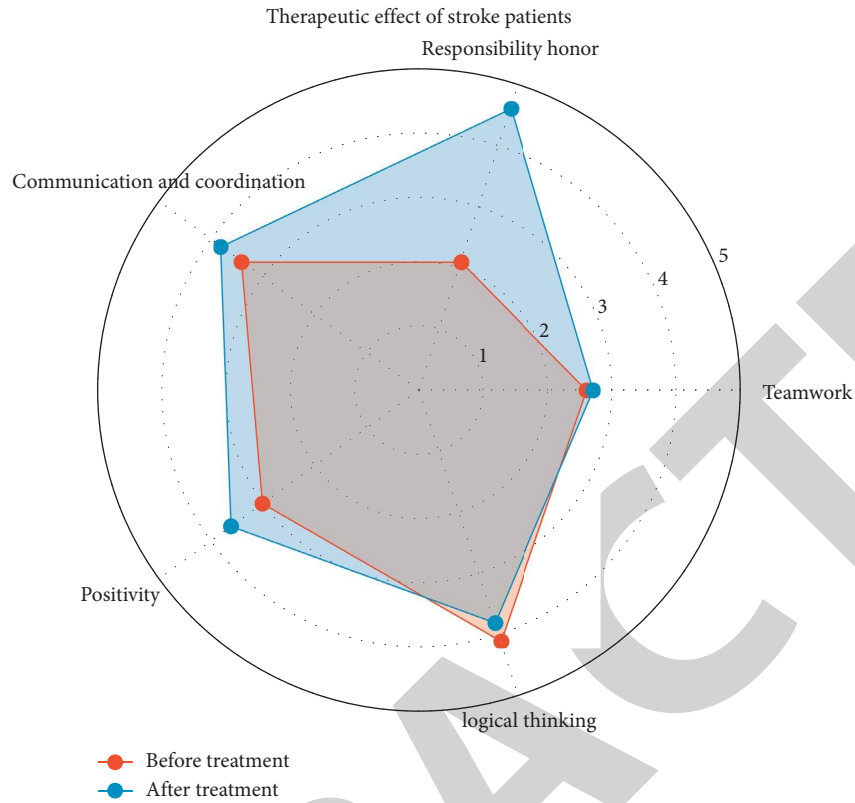 Therapeutic effect of stroke patients
Responsibility honor
Communication and coordination
5
4
3
2
1
Teamwork
Positivity
logical thinking
Before treatment
After treatment